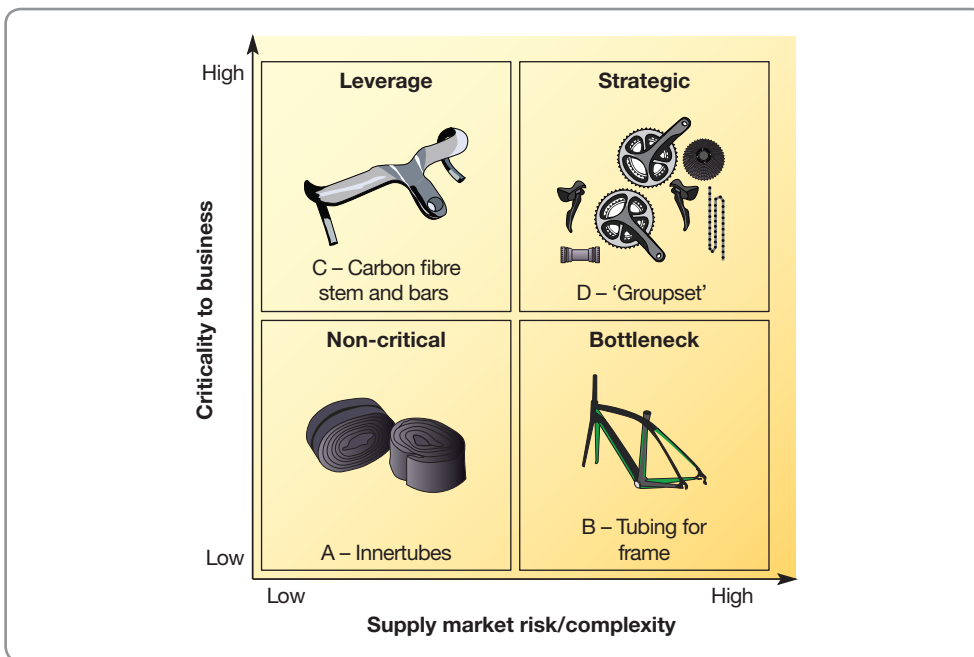 High
Leverage
Strategic
C – Carbon fibre
stem and bars
D – ‘Groupset’
Criticality to business
Non-critical
Bottleneck
A – Innertubes
B – Tubing for
frame
Low
Low
High
Supply market risk/complexity